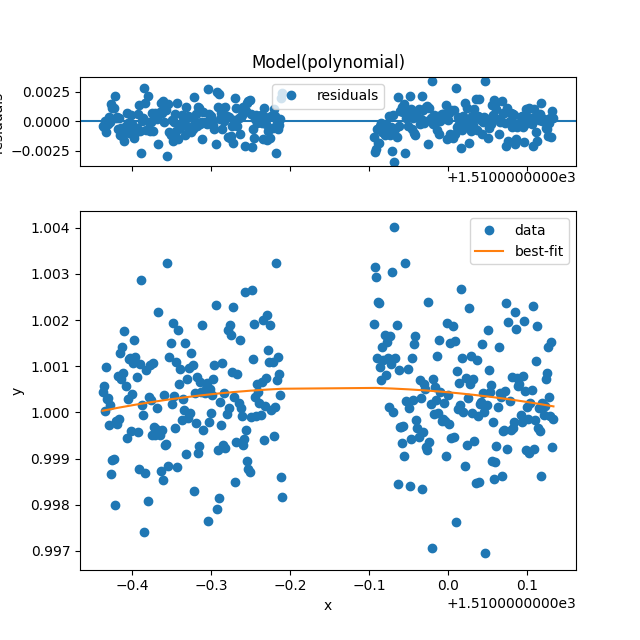 Model(polynomial)
residuals
0.0025
0.0000
−0.0025
residuals
+1.5100000000e3
1.004
1.003
1.002
1.001
1.000
0.999
0.998
0.997
y
data
best-fit
−0.4
−0.3
−0.2
−0.1
0.0
0.1
x
+1.5100000000e3